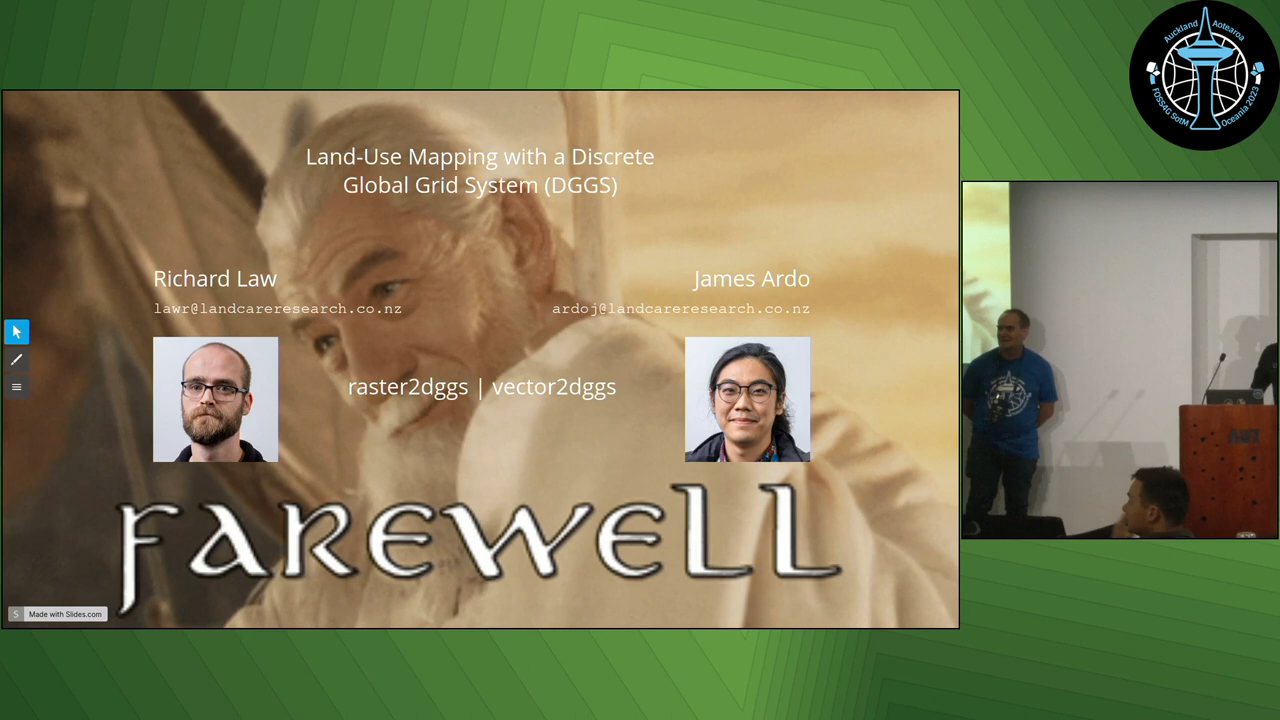 Land-Use Mapping with a Discrete
Global Grid System (DGGS)
Richard Law
lawr@landcareresearch.co.nz
James Ardo
ardoj@landcareresearch.co.nz
raster2dggs | vector2dggs
FAREWELL
S Made with Slides.com
Auckland Aotearoa
FOSS4G SotM Oceania 2023
AUT